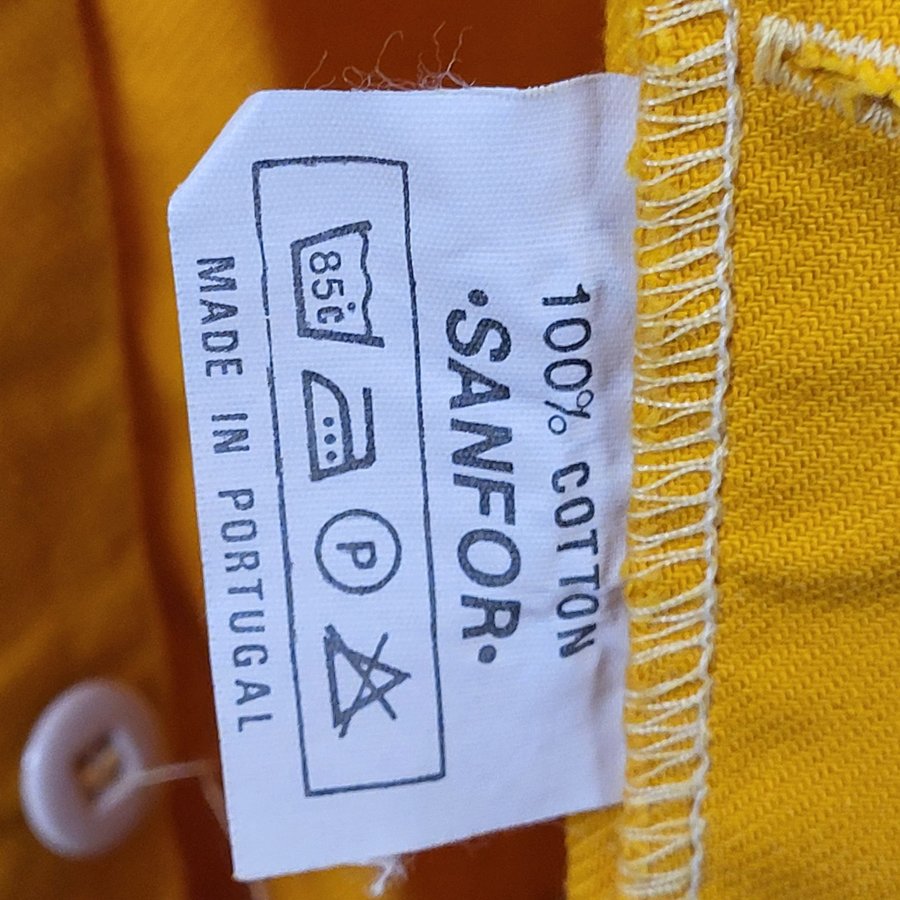 100% COTTON
•SANFOR•
85°C
P
MADE IN PORTUGAL